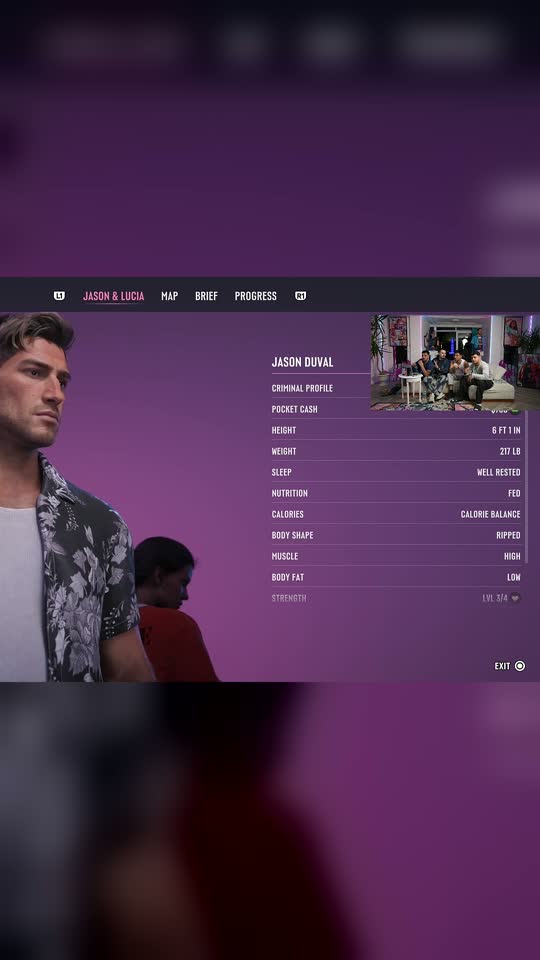 L1 JASON & LUCIA MAP BRIEF PROGRESS R1
JASON DUVAL
CRIMINAL PROFILE
POCKET CASH
HEIGHT 6 FT 1 IN
WEIGHT 217 LB
SLEEP WELL RESTED
NUTRITION FED
CALORIES CALORIE BALANCE
BODY SHAPE RIPPED
MUSCLE HIGH
BODY FAT LOW
STRENGTH LVL 3/4
EXIT